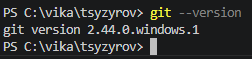 PS C:\vika\tsyzyrov> git --version
git version 2.44.0.windows.1
PS C:\vika\tsyzyrov>